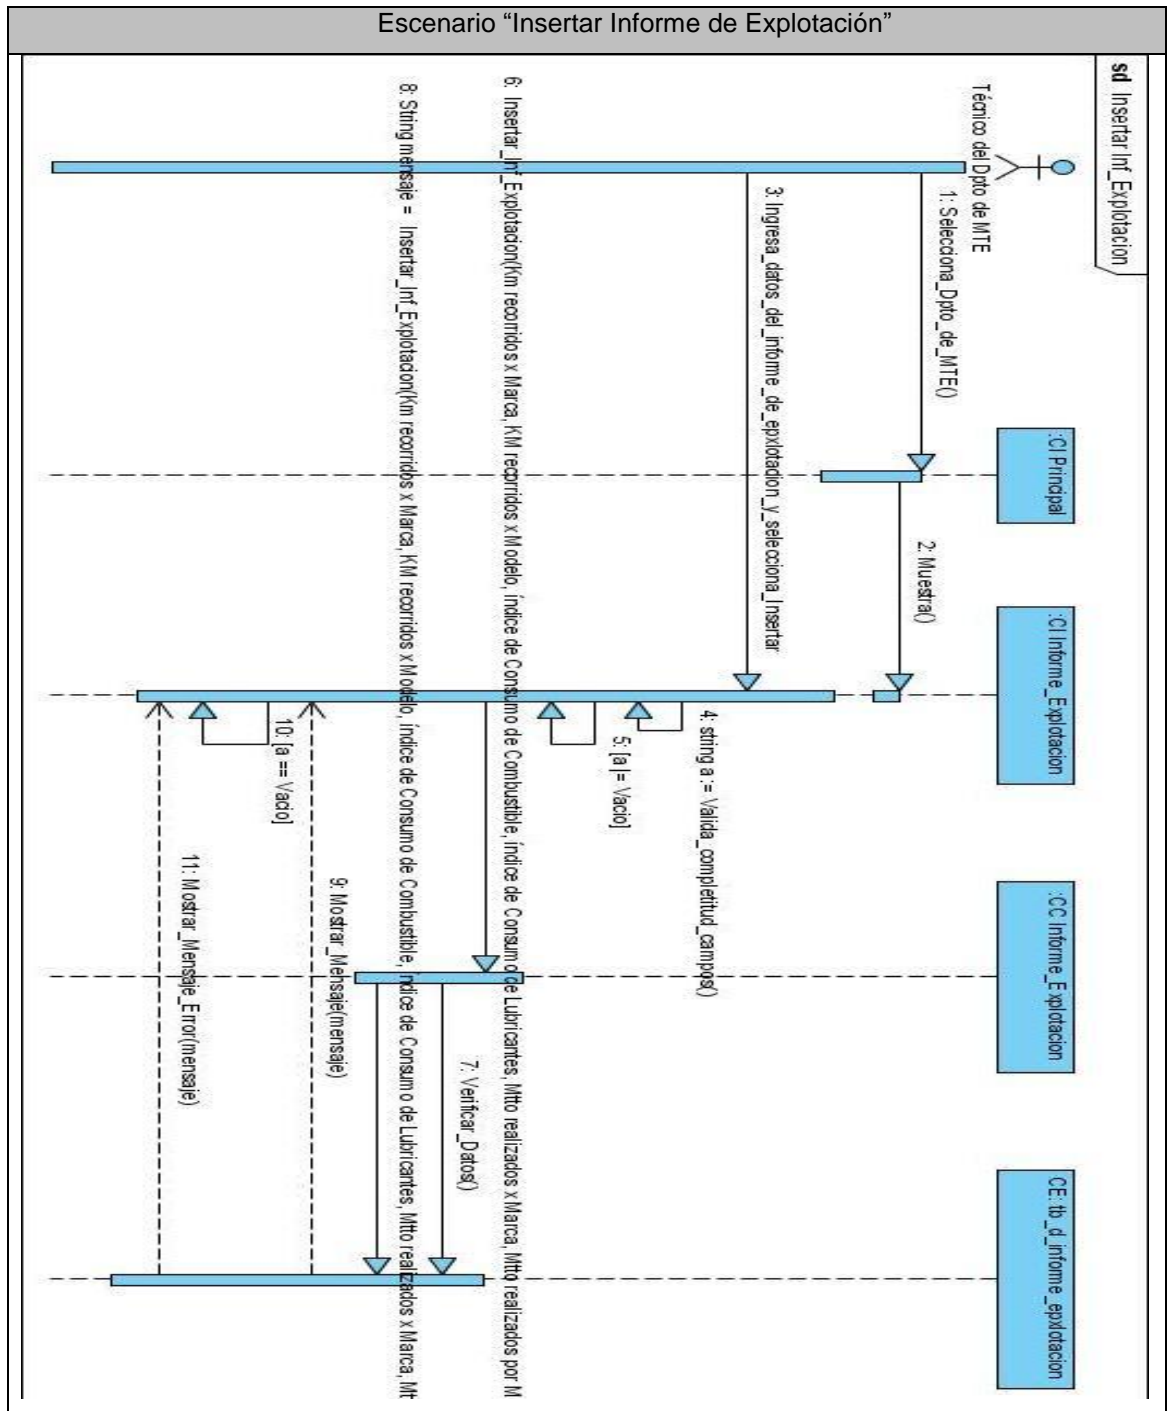 Escenario “Insertar Informe de Explotación”
sd Insertar Inf_Explotacion
Técnico del Dpto de MTE
:CI Principal
:CI Informe_Explotacion
:CC Informe_Explotacion
CE: tb_d_informe_epxlotacion
1: Selecciona_Dpto_de_MTE()
2: Muestra()
3: Ingresa_datos_del_informe_de_epxlotacion_y_selecciona_Insertar
4: string a := Valida_completitud_campos()
5: [a |= Vacio]
6: Insertar_Inf_Explotacion(Km recorridos x Marca, KM recorridos x Modelo, índice de Consumo de Combustible, índice de Consumo de Lubricantes, Mtto realizados x Marca, Mtto realizados por M
7: Verificar_Datos()
8: String mensaje = Insertar_Inf_Explotacion(Km recorridos x Marca, KM recorridos x Modelo, índice de Consumo de Combustible, índice de Consumo de Lubricantes, Mtto realizados x Marca, Mt
9: Mostrar_Mensaje(mensaje)
10: [a == Vacio]
11: Mostrar_Mensaje_Error(mensaje)